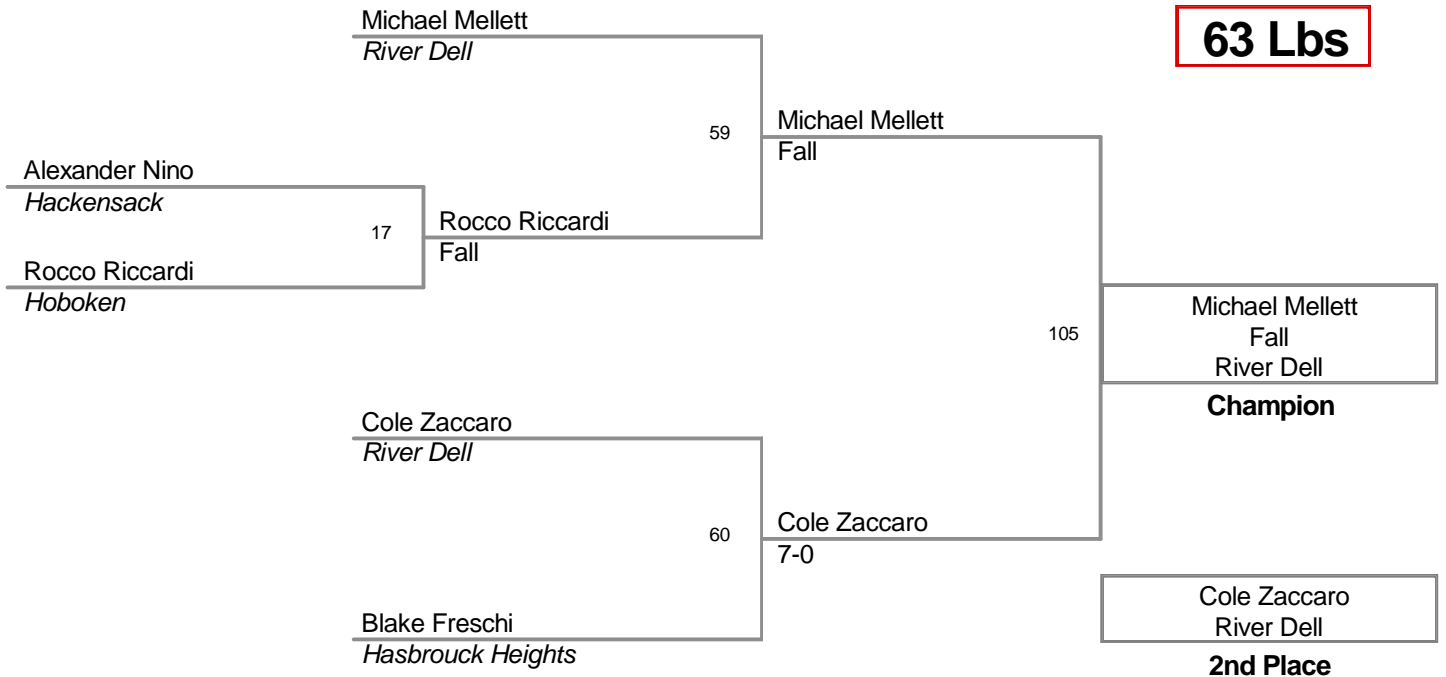 Michael Mellett
River Dell
63 Lbs
59
Michael Mellett
Fall
Alexander Nino
Hackensack
17
Rocco Riccardi
Fall
Rocco Riccardi
Hoboken
105
Michael Mellett
Fall
River Dell
Champion
Cole Zaccaro
River Dell
60
Cole Zaccaro
7-0
Blake Freschi
Hasbrouck Heights
Cole Zaccaro
River Dell
2nd Place